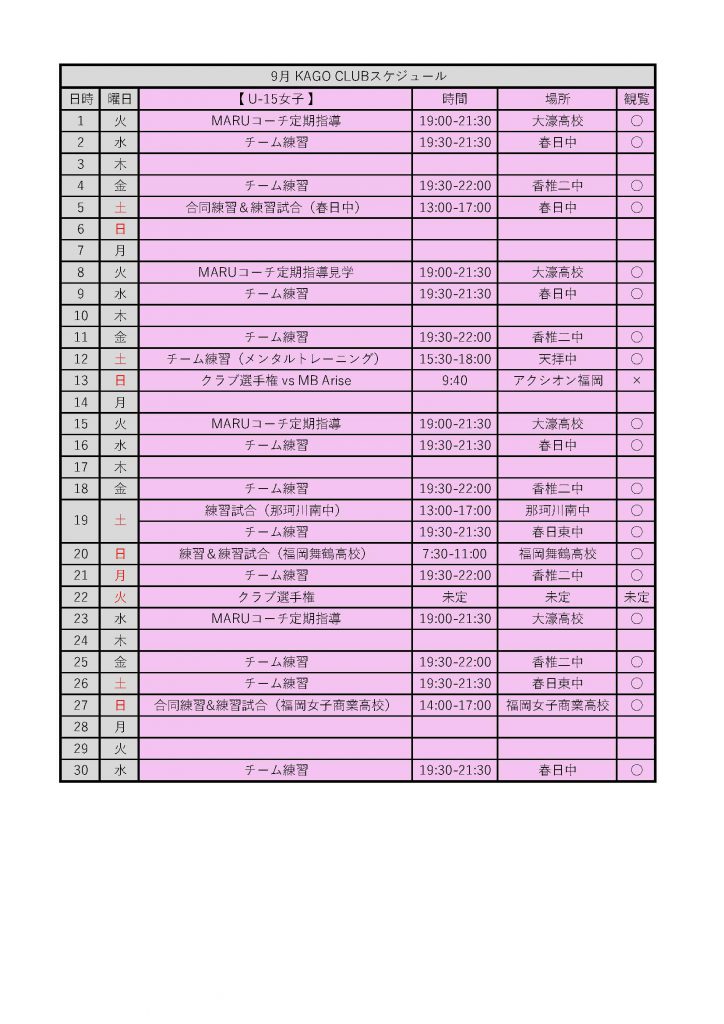 9月 KAGO CLUBスケジュール
日時 曜日 【 U-15女子 】 時間 場所 観覧
1 火 MARUコーチ定期指導 19:00-21:30 大濠高校 〇
2 水 チーム練習 19:30-21:30 春日中 〇
3 木
4 金 チーム練習 19:30-22:00 香椎二中 〇
5 土 合同練習＆練習試合（春日中） 13:00-17:00 春日中 〇
6 日
7 月
8 火 MARUコーチ定期指導見学 19:00-21:30 大濠高校 〇
9 水 チーム練習 19:30-21:30 春日中 〇
10 木
11 金 チーム練習 19:30-22:00 香椎二中 〇
12 土 チーム練習（メンタルトレーニング） 15:30-18:00 天拝中 〇
13 日 クラブ選手権 vs MB Arise 9:40 アクシオン福岡 ×
14 月
15 火 MARUコーチ定期指導 19:00-21:30 大濠高校 〇
16 水 チーム練習 19:30-21:30 春日中 〇
17 木
18 金 チーム練習 19:30-22:00 香椎二中 〇
19 土 練習試合（那珂川南中） 13:00-17:00 那珂川南中 〇
チーム練習 19:30-21:30 春日東中 〇
20 日 練習＆練習試合（福岡舞鶴高校） 7:30-11:00 福岡舞鶴高校 〇
21 月 チーム練習 19:30-22:00 香椎二中 〇
22 火 クラブ選手権 未定 未定 未定
23 水 MARUコーチ定期指導 19:00-21:30 大濠高校 〇
24 木
25 金 チーム練習 19:30-22:00 香椎二中 〇
26 土 チーム練習 19:30-21:30 春日東中 〇
27 日 合同練習&練習試合（福岡女子商業高校） 14:00-17:00 福岡女子商業高校 〇
28 月
29 火
30 水 チーム練習 19:30-21:30 春日中 〇